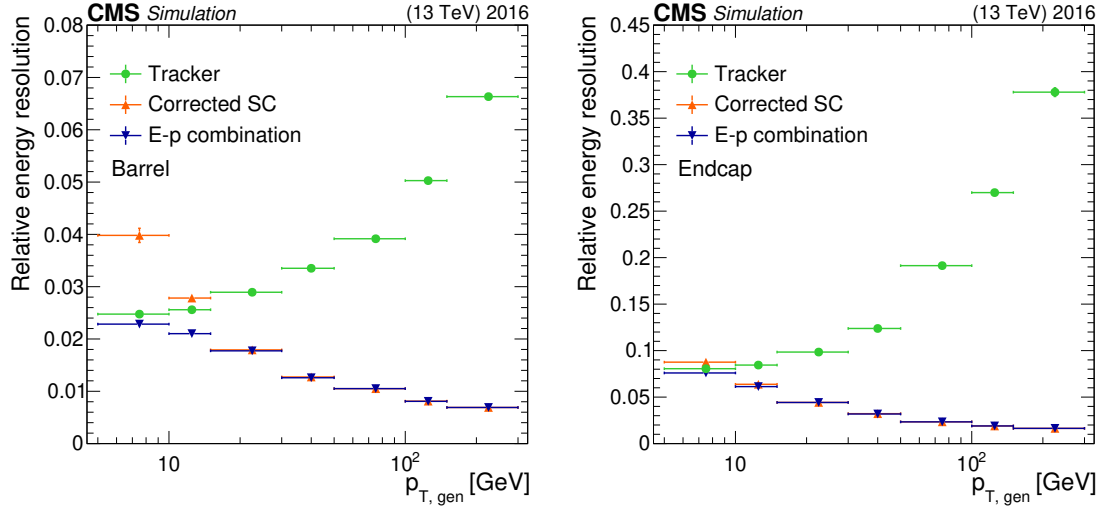 CMS Simulation (13 TeV) 2016
Relative energy resolution
0.08
0.07
0.06
0.05
0.04
0.03
0.02
0.01
0
Tracker
Corrected SC
E-p combination
Barrel
10 10²
p_T, gen [GeV]
CMS Simulation (13 TeV) 2016
Relative energy resolution
0.45
0.4
0.35
0.3
0.25
0.2
0.15
0.1
0.05
0
Tracker
Corrected SC
E-p combination
Endcap
10 10²
p_T, gen [GeV]